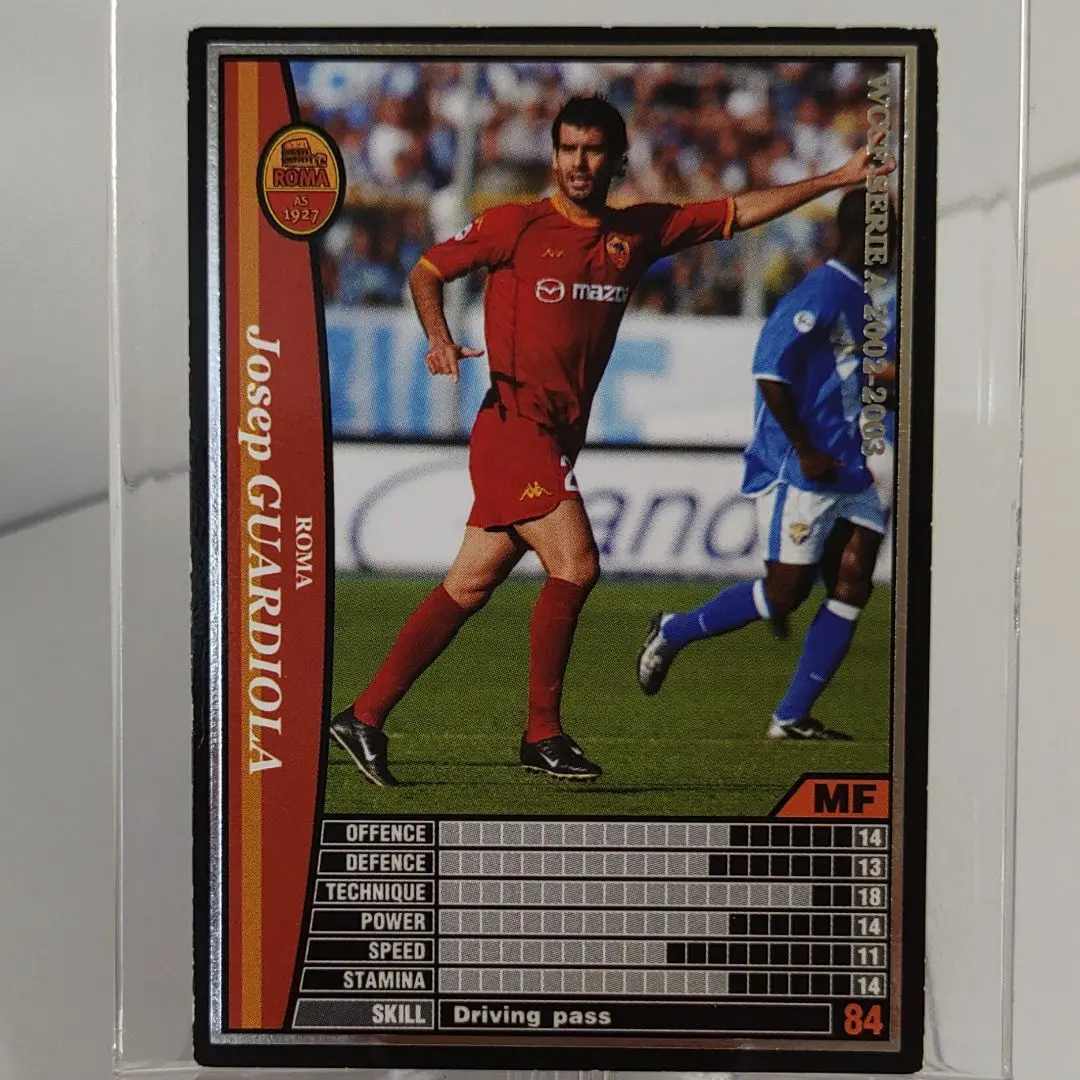 ROMA
AS
1927
WCCF SERIE A 2002-2003
mazda
ROMA
Josep GUARDIOLA
MF
OFFENCE 14
DEFENCE 13
TECHNIQUE 18
POWER 14
SPEED 11
STAMINA 14
SKILL Driving pass 84